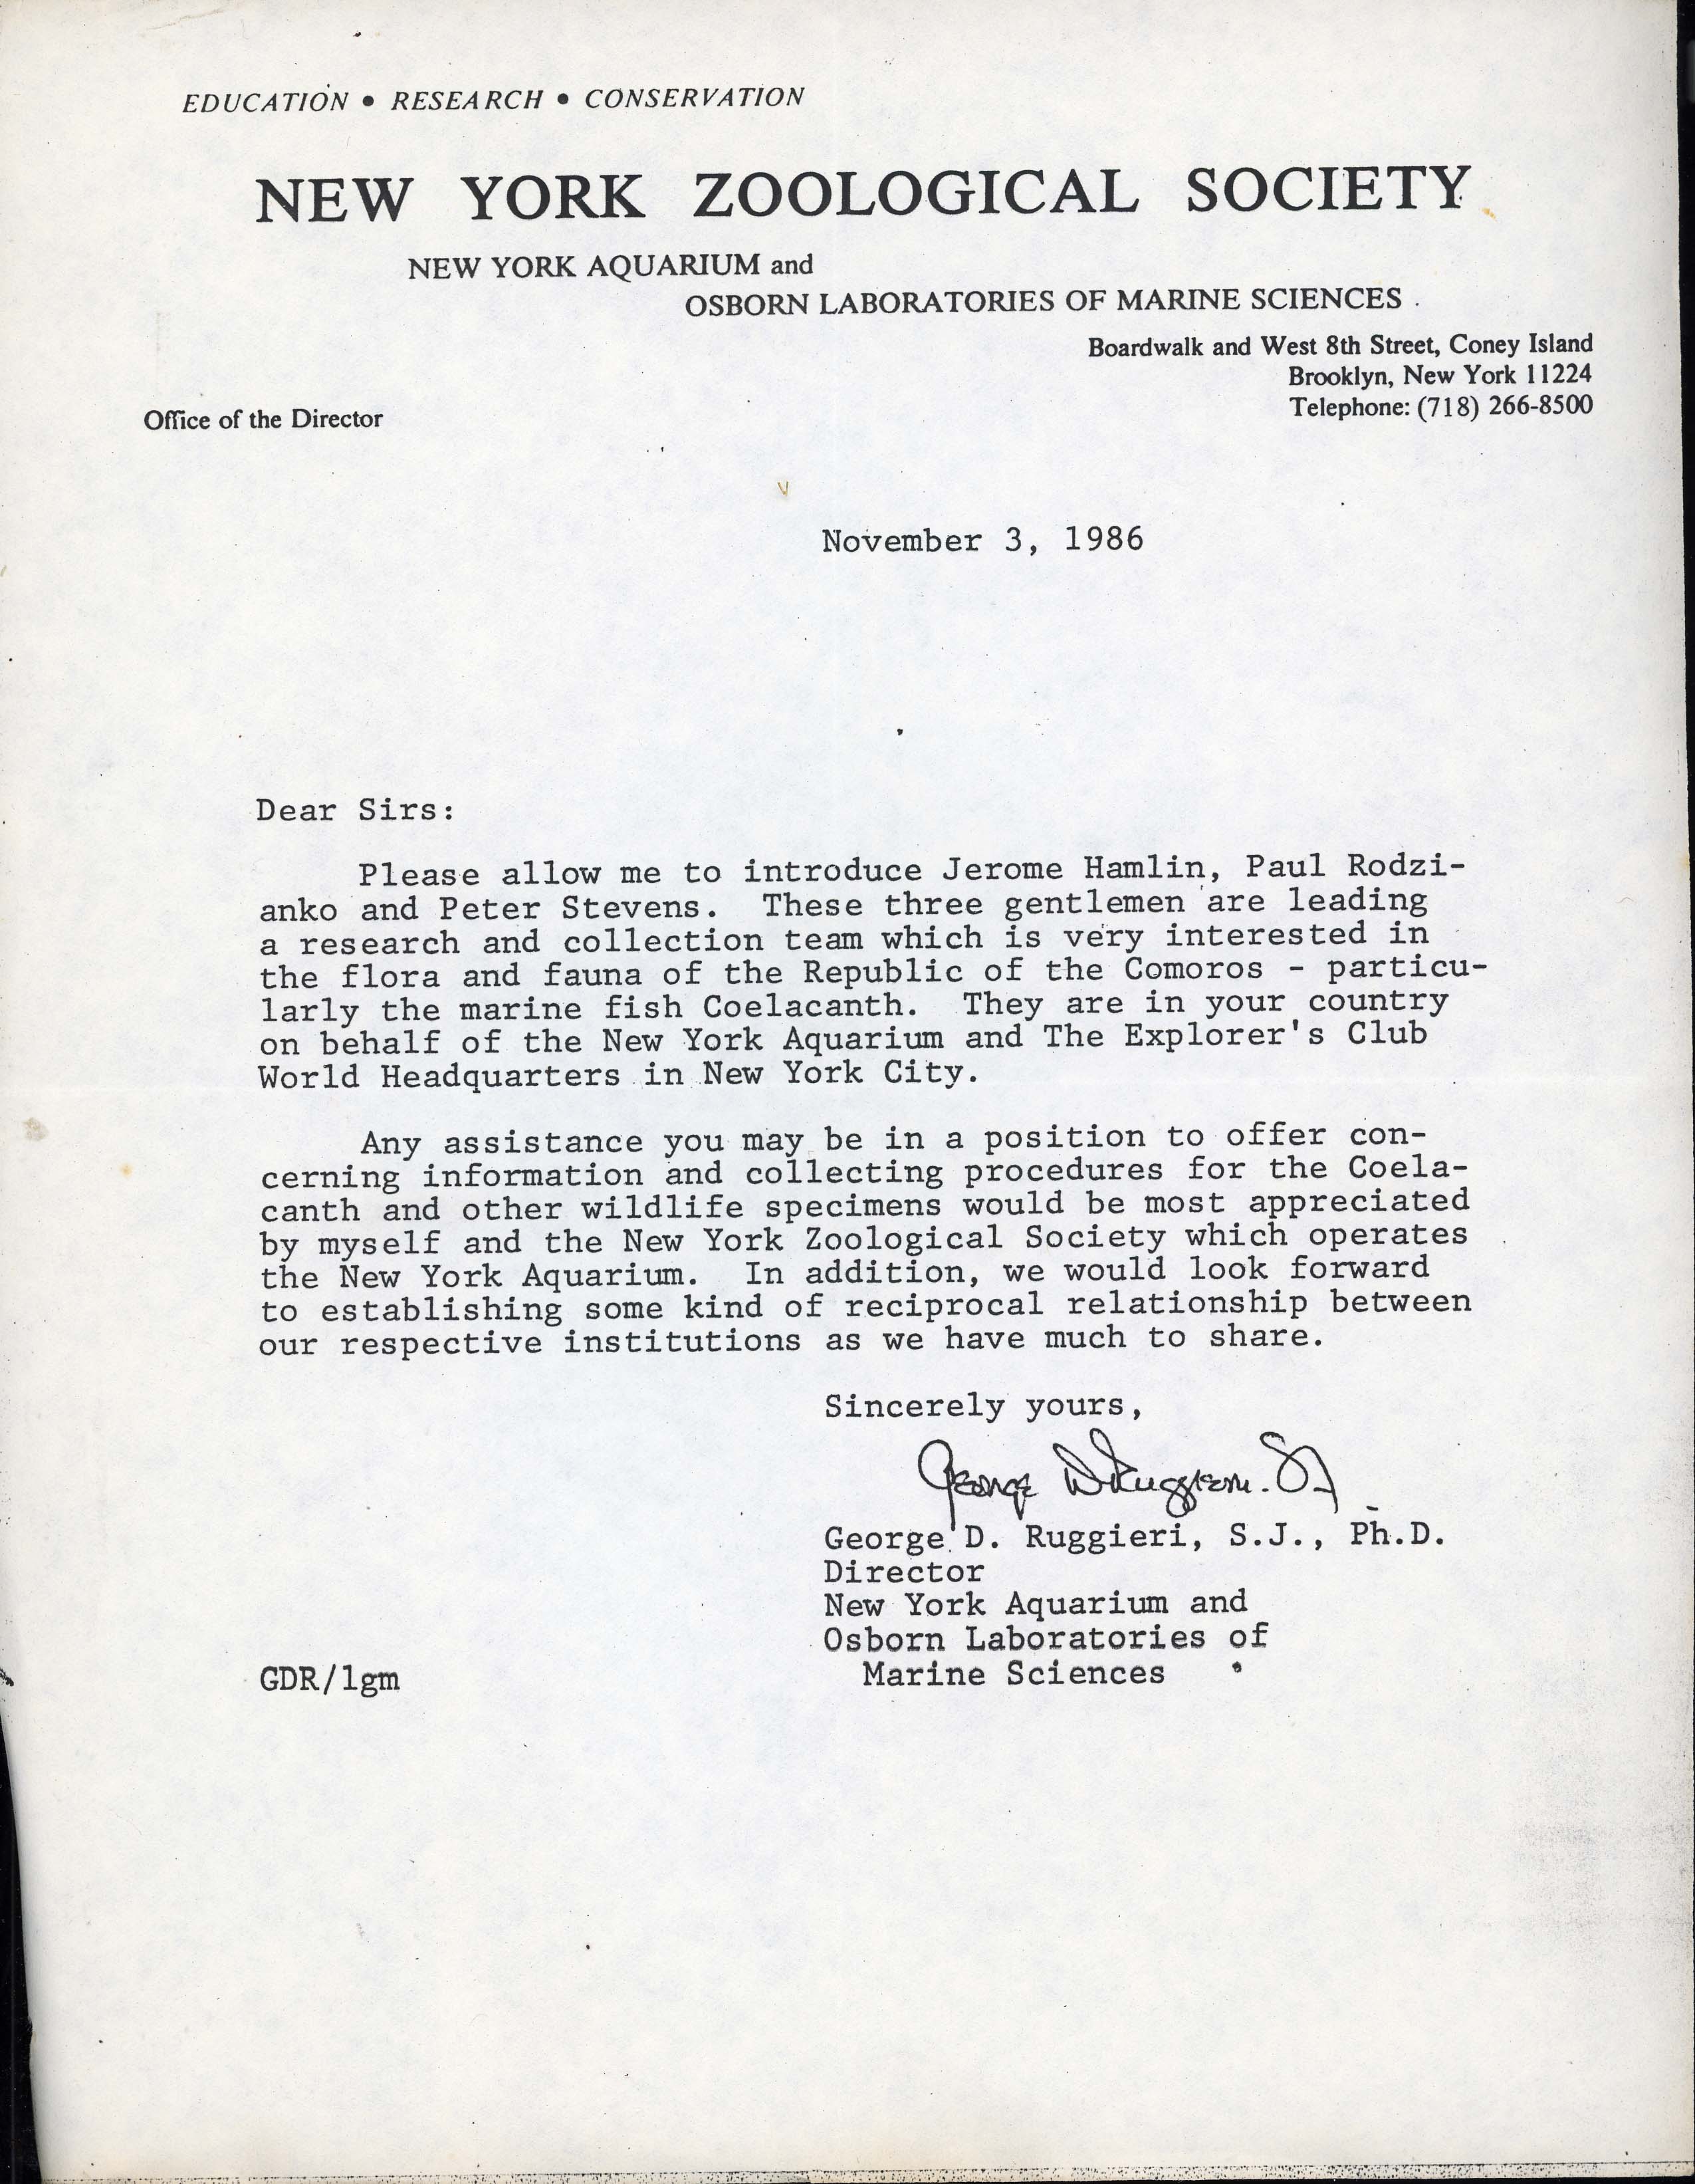 EDUCATION • RESEARCH • CONSERVATION
NEW YORK ZOOLOGICAL SOCIETY
NEW YORK AQUARIUM and
OSBORN LABORATORIES OF MARINE SCIENCES
Boardwalk and West 8th Street, Coney Island
Brooklyn, New York 11224
Telephone: (718) 266-8500
Office of the Director
November 3, 1986
Dear Sirs:
Please allow me to introduce Jerome Hamlin, Paul Rodzi-
anko and Peter Stevens. These three gentlemen are leading
a research and collection team which is very interested in
the flora and fauna of the Republic of the Comoros - particu-
larly the marine fish Coelacanth. They are in your country
on behalf of the New York Aquarium and The Explorer's Club
World Headquarters in New York City.
Any assistance you may be in a position to offer con-
cerning information and collecting procedures for the Coela-
canth and other wildlife specimens would be most appreciated
by myself and the New York Zoological Society which operates
the New York Aquarium. In addition, we would look forward
to establishing some kind of reciprocal relationship between
our respective institutions as we have much to share.
Sincerely yours,
George D. Ruggieri, SJ
George D. Ruggieri, S.J., Ph.D.
Director
New York Aquarium and
Osborn Laboratories of
Marine Sciences
GDR/lgm